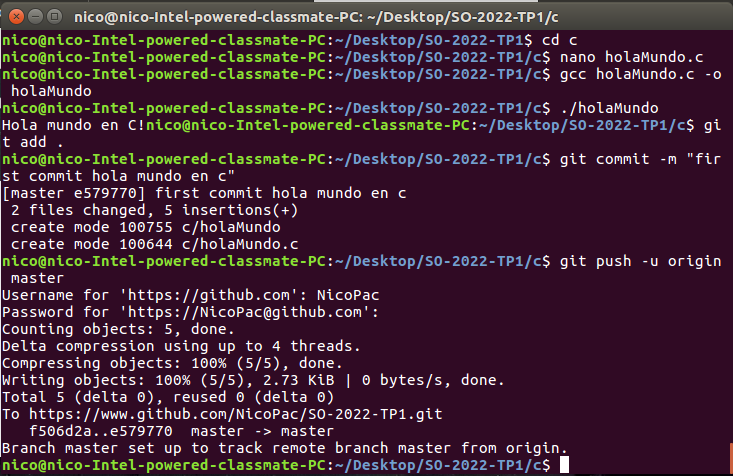 nico@nico-Intel-powered-classmate-PC: ~/Desktop/SO-2022-TP1/c
nico@nico-Intel-powered-classmate-PC:~/Desktop/SO-2022-TP1$ cd c
nico@nico-Intel-powered-classmate-PC:~/Desktop/SO-2022-TP1/c$ nano holaMundo.c
nico@nico-Intel-powered-classmate-PC:~/Desktop/SO-2022-TP1/c$ gcc holaMundo.c -o
 holaMundo
nico@nico-Intel-powered-classmate-PC:~/Desktop/SO-2022-TP1/c$ ./holaMundo
Hola mundo en C!nico@nico-Intel-powered-classmate-PC:~/Desktop/SO-2022-TP1/c$ gi
t add .
nico@nico-Intel-powered-classmate-PC:~/Desktop/SO-2022-TP1/c$ git commit -m "fir
st commit hola mundo en c"
[master e579770] first commit hola mundo en c
 2 files changed, 5 insertions(+)
 create mode 100755 c/holaMundo
 create mode 100644 c/holaMundo.c
nico@nico-Intel-powered-classmate-PC:~/Desktop/SO-2022-TP1/c$ git push -u origin
 master
Username for 'https://github.com': NicoPac
Password for 'https://NicoPac@github.com':
Counting objects: 5, done.
Delta compression using up to 4 threads.
Compressing objects: 100% (5/5), done.
Writing objects: 100% (5/5), 2.73 KiB | 0 bytes/s, done.
Total 5 (delta 0), reused 0 (delta 0)
To https://www.github.com/NicoPac/SO-2022-TP1.git
   f506d2a..e579770  master -> master
Branch master set up to track remote branch master from origin.
nico@nico-Intel-powered-classmate-PC:~/Desktop/SO-2022-TP1/c$